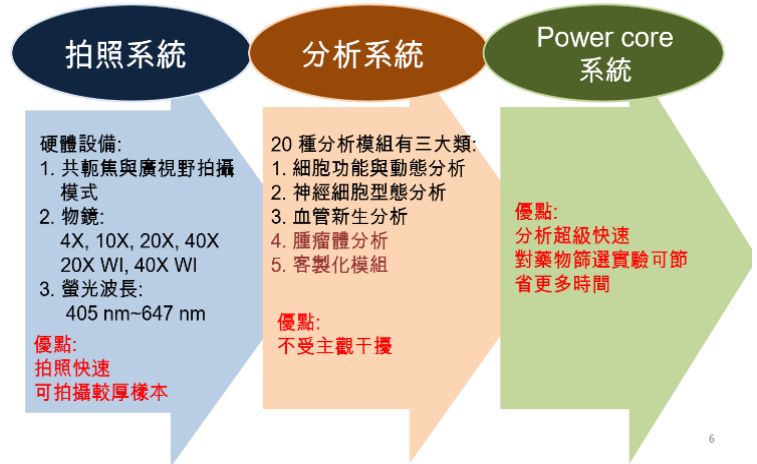 拍照系統
硬體設備:
1. 共軛焦與廣視野拍攝
模式
2. 物鏡:
4X, 10X, 20X, 40X
20X WI, 40X WI
3. 螢光波長:
405 nm~647 nm
優點:
拍照快速
可拍攝較厚樣本
分析系統
20 種分析模組有三大類:
1. 細胞功能與動態分析
2. 神經細胞型態分析
3. 血管新生分析
4. 腫瘤體分析
5. 客製化模組
優點:
不受主觀干擾
Power core
系統
優點:
分析超級快速
對藥物篩選實驗可節
省更多時間
6